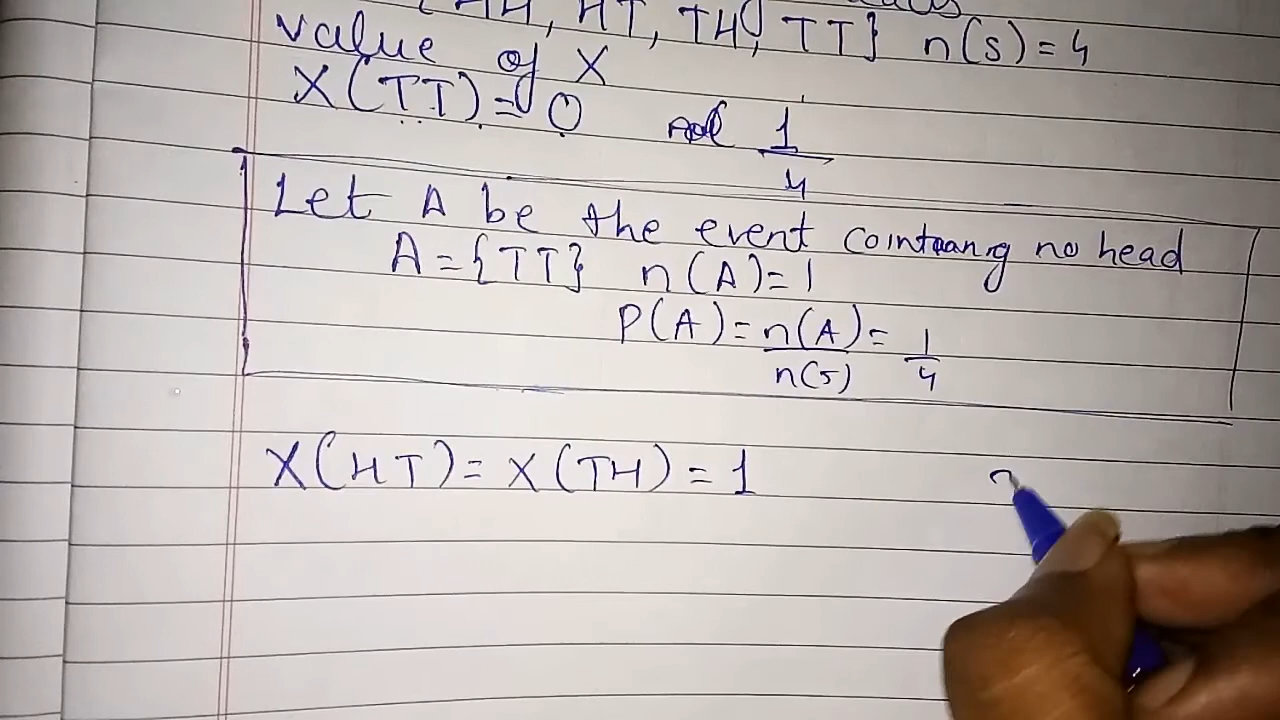 {HH, HT, TH, TT} n(s) = 4
value of X
X(TT) = 0 1/4
Let A be the event cointaang no head
A = {TT} n(A) = 1
P(A) = n(A)/n(s) = 1/4
X(HT) = X(TH) = 1